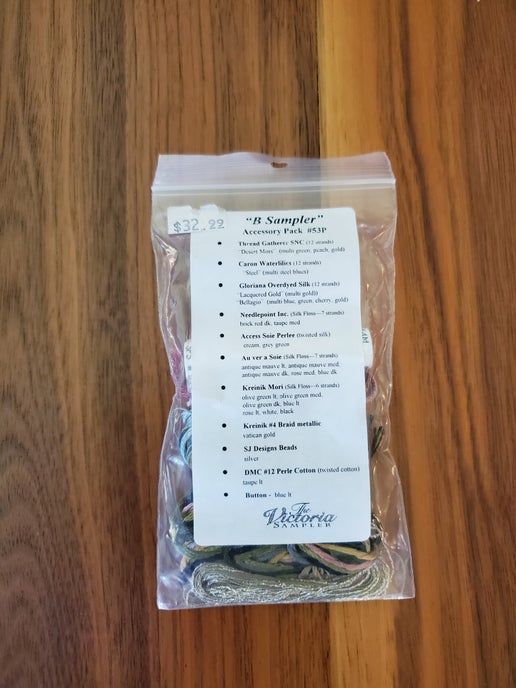 $32.99
"B Sampler"
Accessory Pack #53P
Thread Gatherer SNC (12 strands)
"Desert Moss" (multi green, peach, gold)
Caron Waterlilies (12 strands)
"Steel" (multi steel blues)
Gloriana Overdyed Silk (12 strands)
"Lacquered Gold" (multi gold))
"Bellagio" (multi blue, green, cherry, gold)
Needlepoint Inc. (Silk Floss—7 strands)
brick red dk, taupe med
Access Soie Perlee (twisted silk)
cream, grey green
Au ver a Soie (Silk Floss—7 strands)
antique mauve lt, antique mauve med,
antique mauve dk, rose med, blue dk
Kreinik Mori (Silk Floss—6 strands)
olive green lt, olive green med,
olive green dk, blue lt
rose lt, white, black
Kreinik #4 Braid metallic
vatican gold
SJ Designs Beads
silver
DMC #12 Perle Cotton (twisted cotton)
taupe lt
Button - blue lt
The
Victoria
SAMPLER